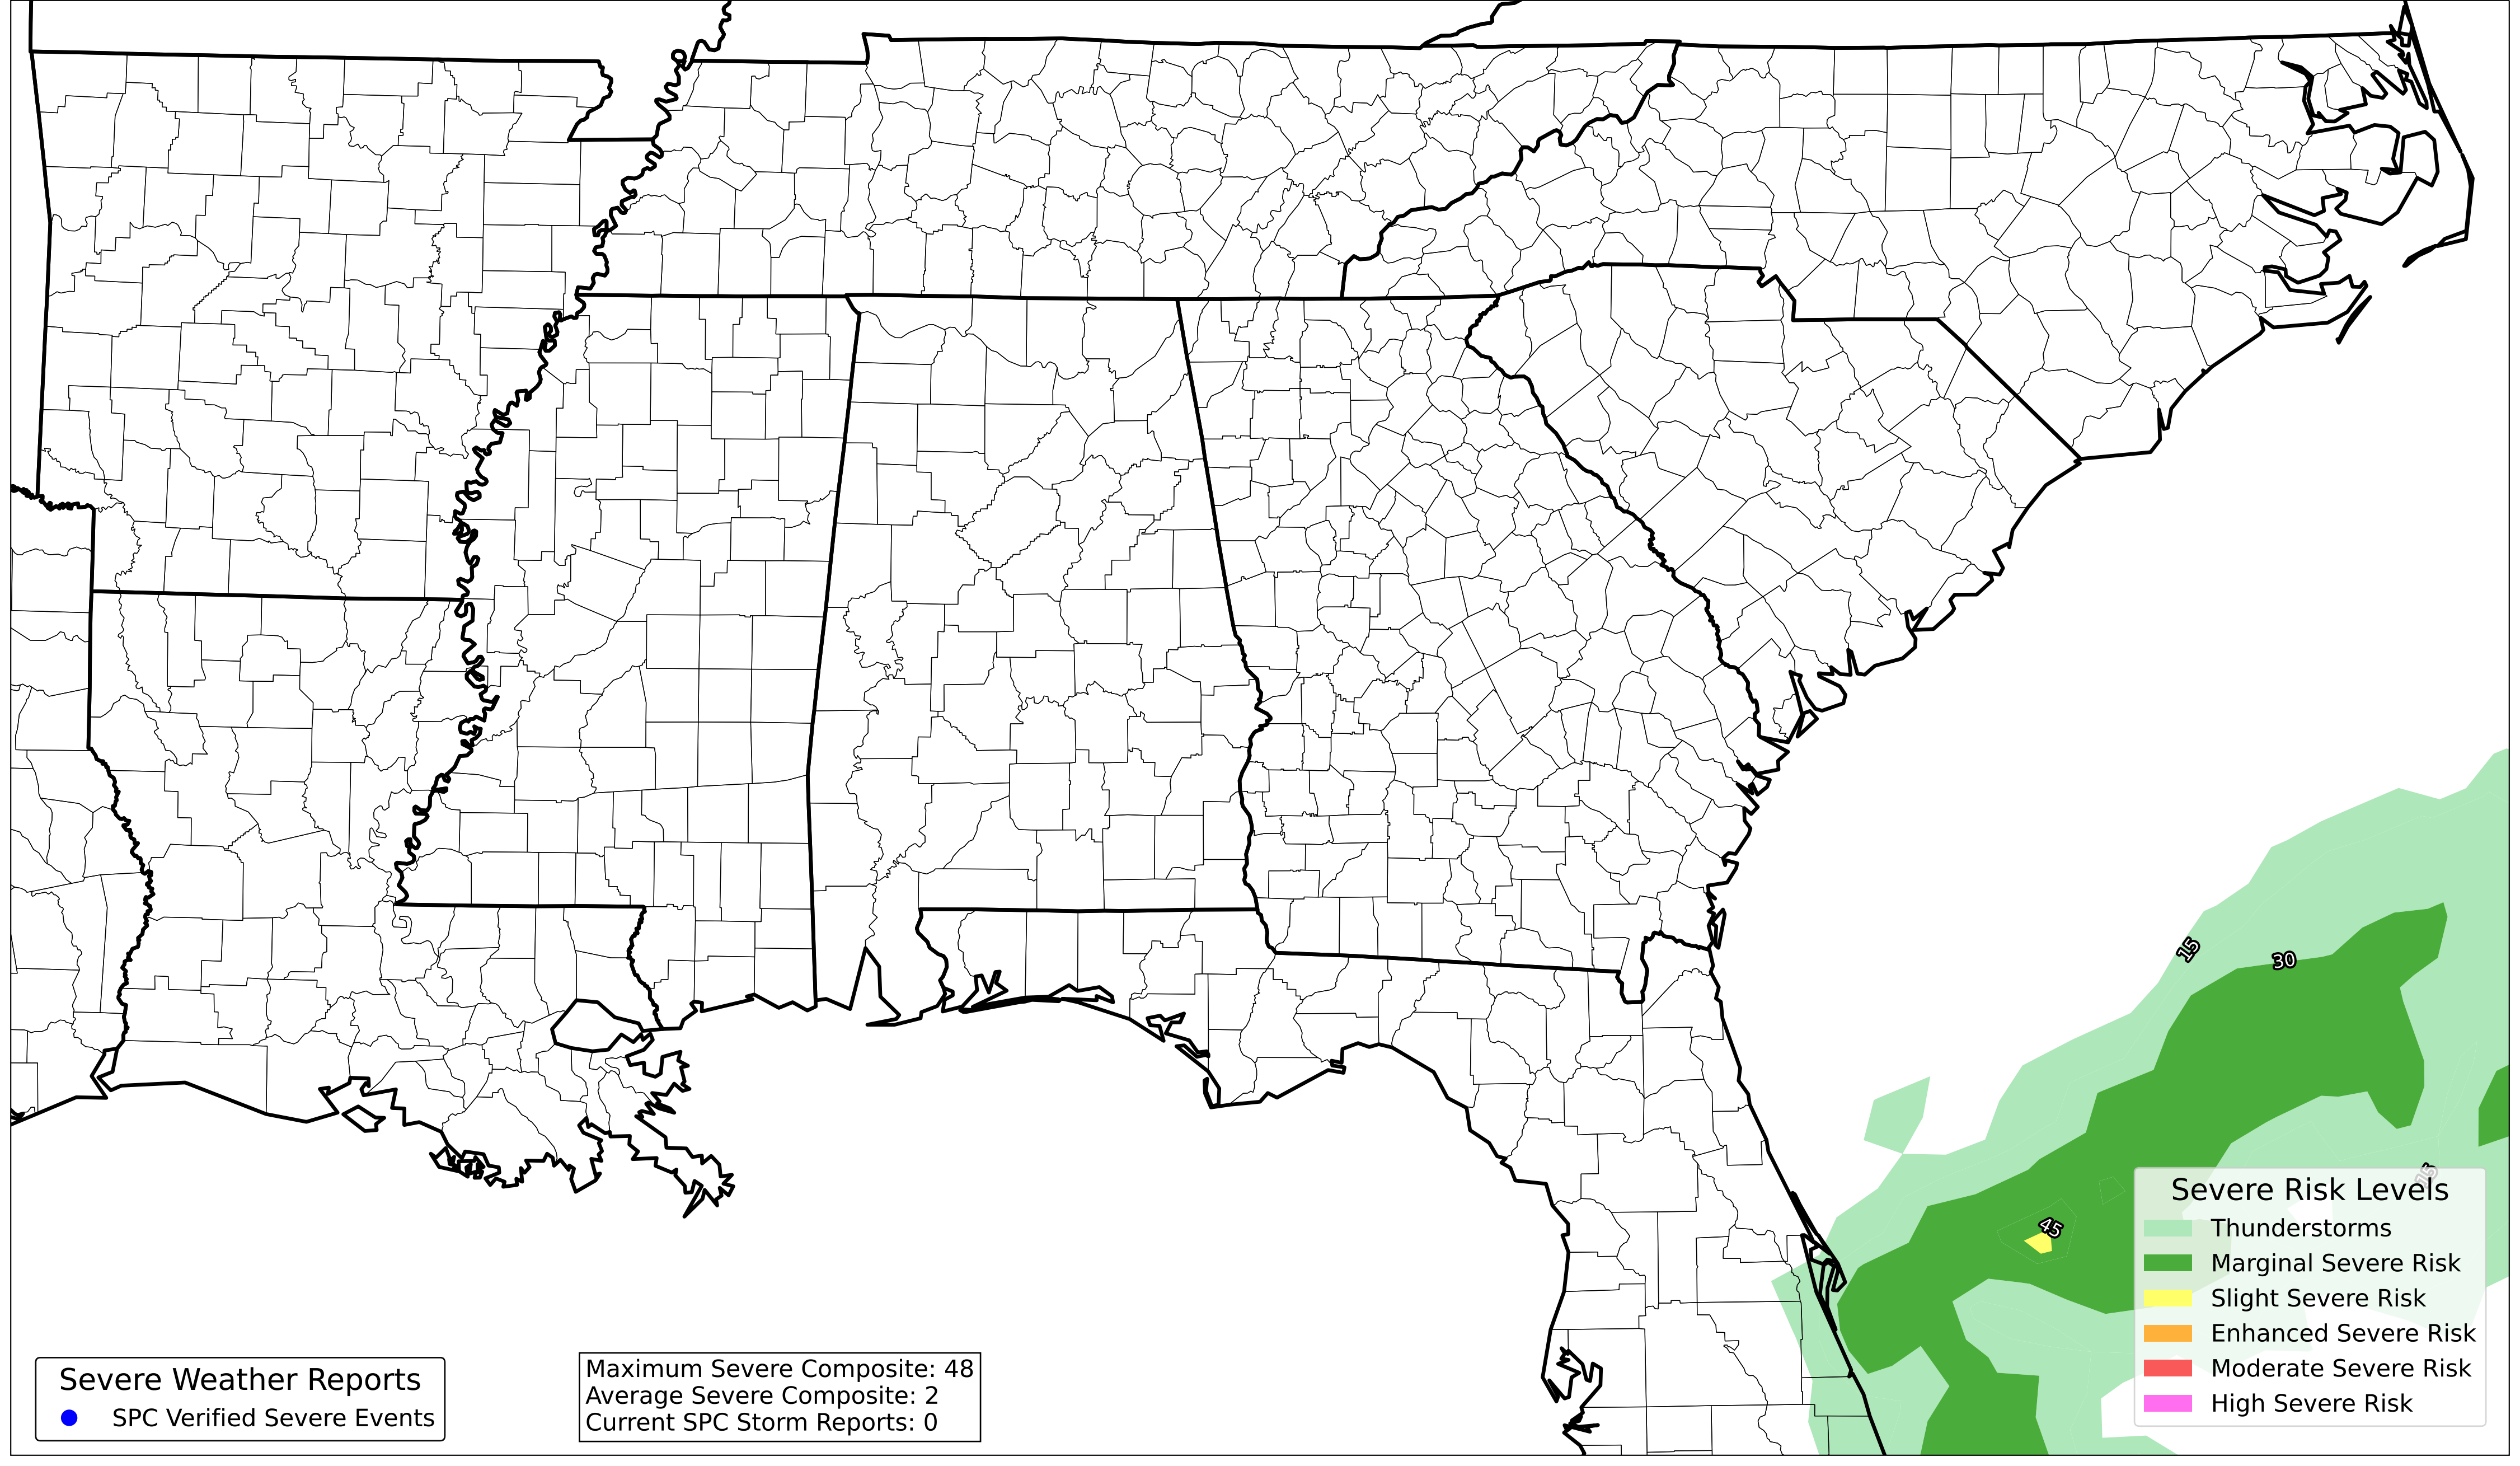 15
30
15
45
Severe Risk Levels
Thunderstorms
Marginal Severe Risk
Slight Severe Risk
Enhanced Severe Risk
Moderate Severe Risk
High Severe Risk
Severe Weather Reports
SPC Verified Severe Events
Maximum Severe Composite: 48
Average Severe Composite: 2
Current SPC Storm Reports: 0